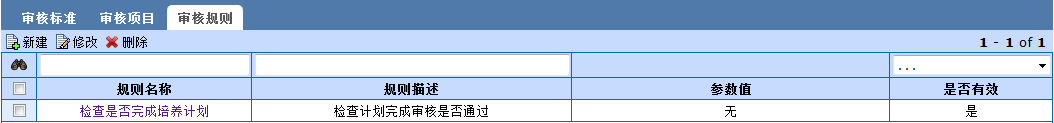 审核标准 审核项目 审核规则
新建 修改 删除 1 - 1 of 1
...
规则名称 规则描述 参数值 是否有效
检查是否完成培养计划 检查计划完成审核是否通过 无 是